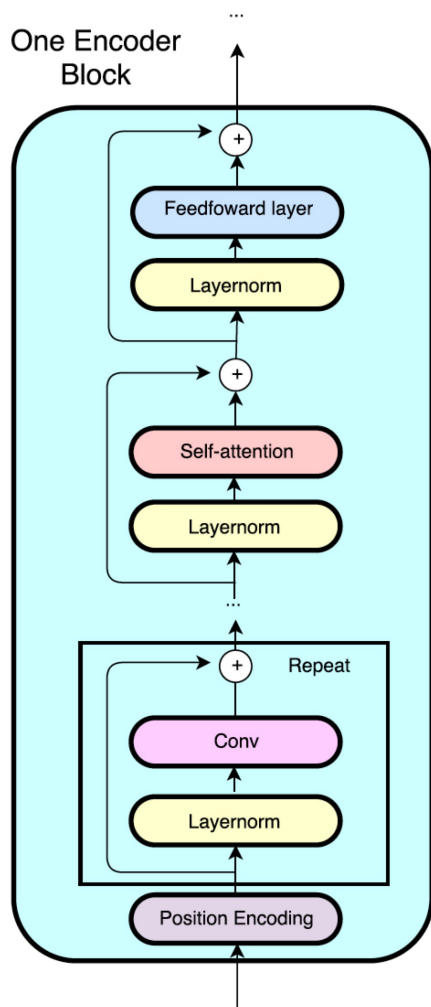 ...
One Encoder
Block
+
Feedfoward layer
Layernorm
+
Self-attention
Layernorm
...
+
Repeat
Conv
Layernorm
Position Encoding